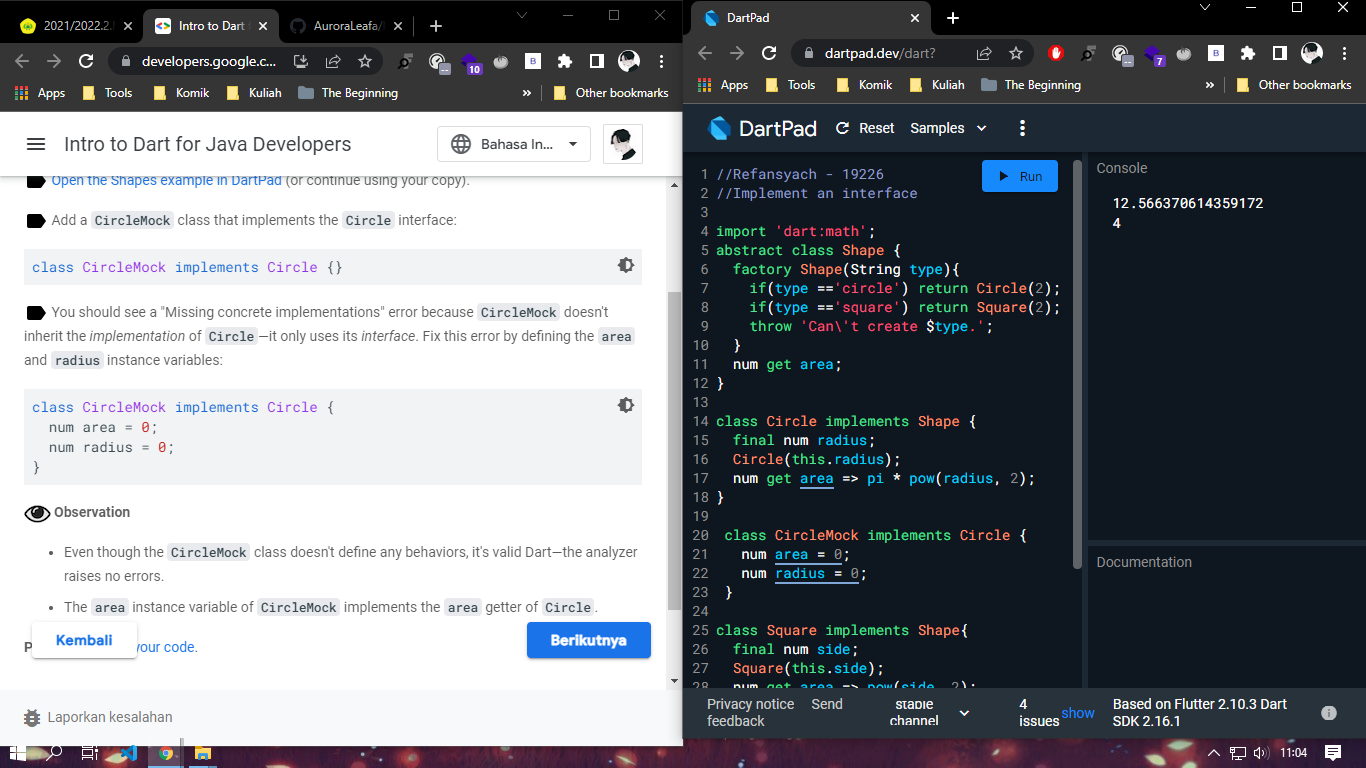 2021/2022.2.
Intro to Dart
AuroraLeafa/
developers.google.c...
10
Apps
Tools
Komik
Kuliah
The Beginning
»
Other bookmarks
Intro to Dart for Java Developers
Bahasa In...
Open the Shapes example in DartPad (or continue using your copy).
Add a CircleMock class that implements the Circle interface:
class CircleMock implements Circle {}
You should see a "Missing concrete implementations" error because CircleMock doesn't
inherit the implementation of Circle—it only uses its interface. Fix this error by defining the area
and radius instance variables:
class CircleMock implements Circle {
num area = 0;
num radius = 0;
}
Observation
• Even though the CircleMock class doesn't define any behaviors, it's valid Dart—the analyzer
raises no errors.
• The area instance variable of CircleMock implements the area getter of Circle.
Kembali
your code.
Berikutnya
Laporkan kesalahan
DartPad
dartpad.dev/dart?
7
Apps
Tools
Komik
Kuliah
The Beginning
»
Other bookmarks
DartPad
Reset
Samples
Run
1 //Refansyach - 19226
2 //Implement an interface
3
4 import 'dart:math';
5 abstract class Shape {
6 factory Shape(String type){
7 if(type =='circle') return Circle(2);
8 if(type =='square') return Square(2);
9 throw 'Can\'t create $type.';
10 }
11 num get area;
12 }
13
14 class Circle implements Shape {
15 final num radius;
16 Circle(this.radius);
17 num get area => pi * pow(radius, 2);
18 }
19
20 class CircleMock implements Circle {
21 num area = 0;
22 num radius = 0;
23 }
24
25 class Square implements Shape{
26 final num side;
27 Square(this.side);
28 num get area => pow(side, 2);
Console
12.566370614359172
4
Documentation
Privacy notice
Send
feedback
stable
channel
4
issues
show
Based on Flutter 2.10.3 Dart
SDK 2.16.1
11:04